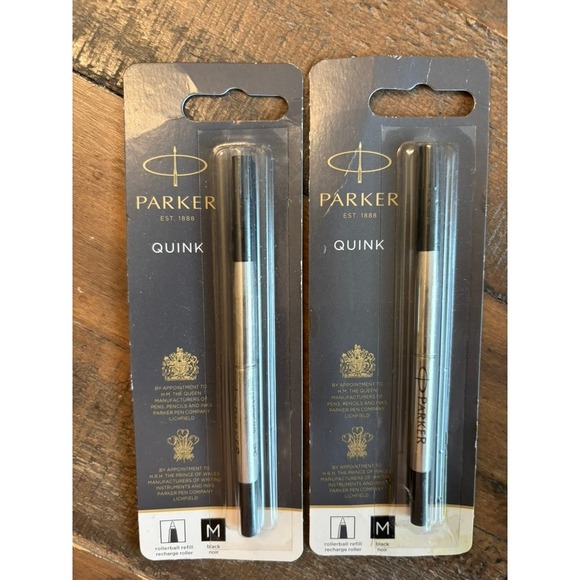 PARKER
EST. 1888
QUINK
BY APPOINTMENT TO
H.M. THE QUEEN
MANUFACTURERS OF
PENS, PENCILS AND INKS
PARKER PEN COMPANY
LICHFIELD
BY APPOINTMENT TO
H.R.H. THE PRINCE OF WALES
MANUFACTURERS OF WRITING
INSTRUMENTS AND INKS
PARKER PEN COMPANY
LICHFIELD
rollerball refill
recharge roller
M
black
noir
PARKER
EST. 1888
QUINK
PARKER
BY APPOINTMENT TO
H.M. THE QUEEN
MANUFACTURERS OF
PENS, PENCILS AND INKS
PARKER PEN COMPANY
LICHFIELD
BY APPOINTMENT TO
H.R.H. THE PRINCE OF WALES
MANUFACTURERS OF WRITING
INSTRUMENTS AND INKS
PARKER PEN COMPANY
LICHFIELD
rollerball refill
recharge roller
M
black
noir